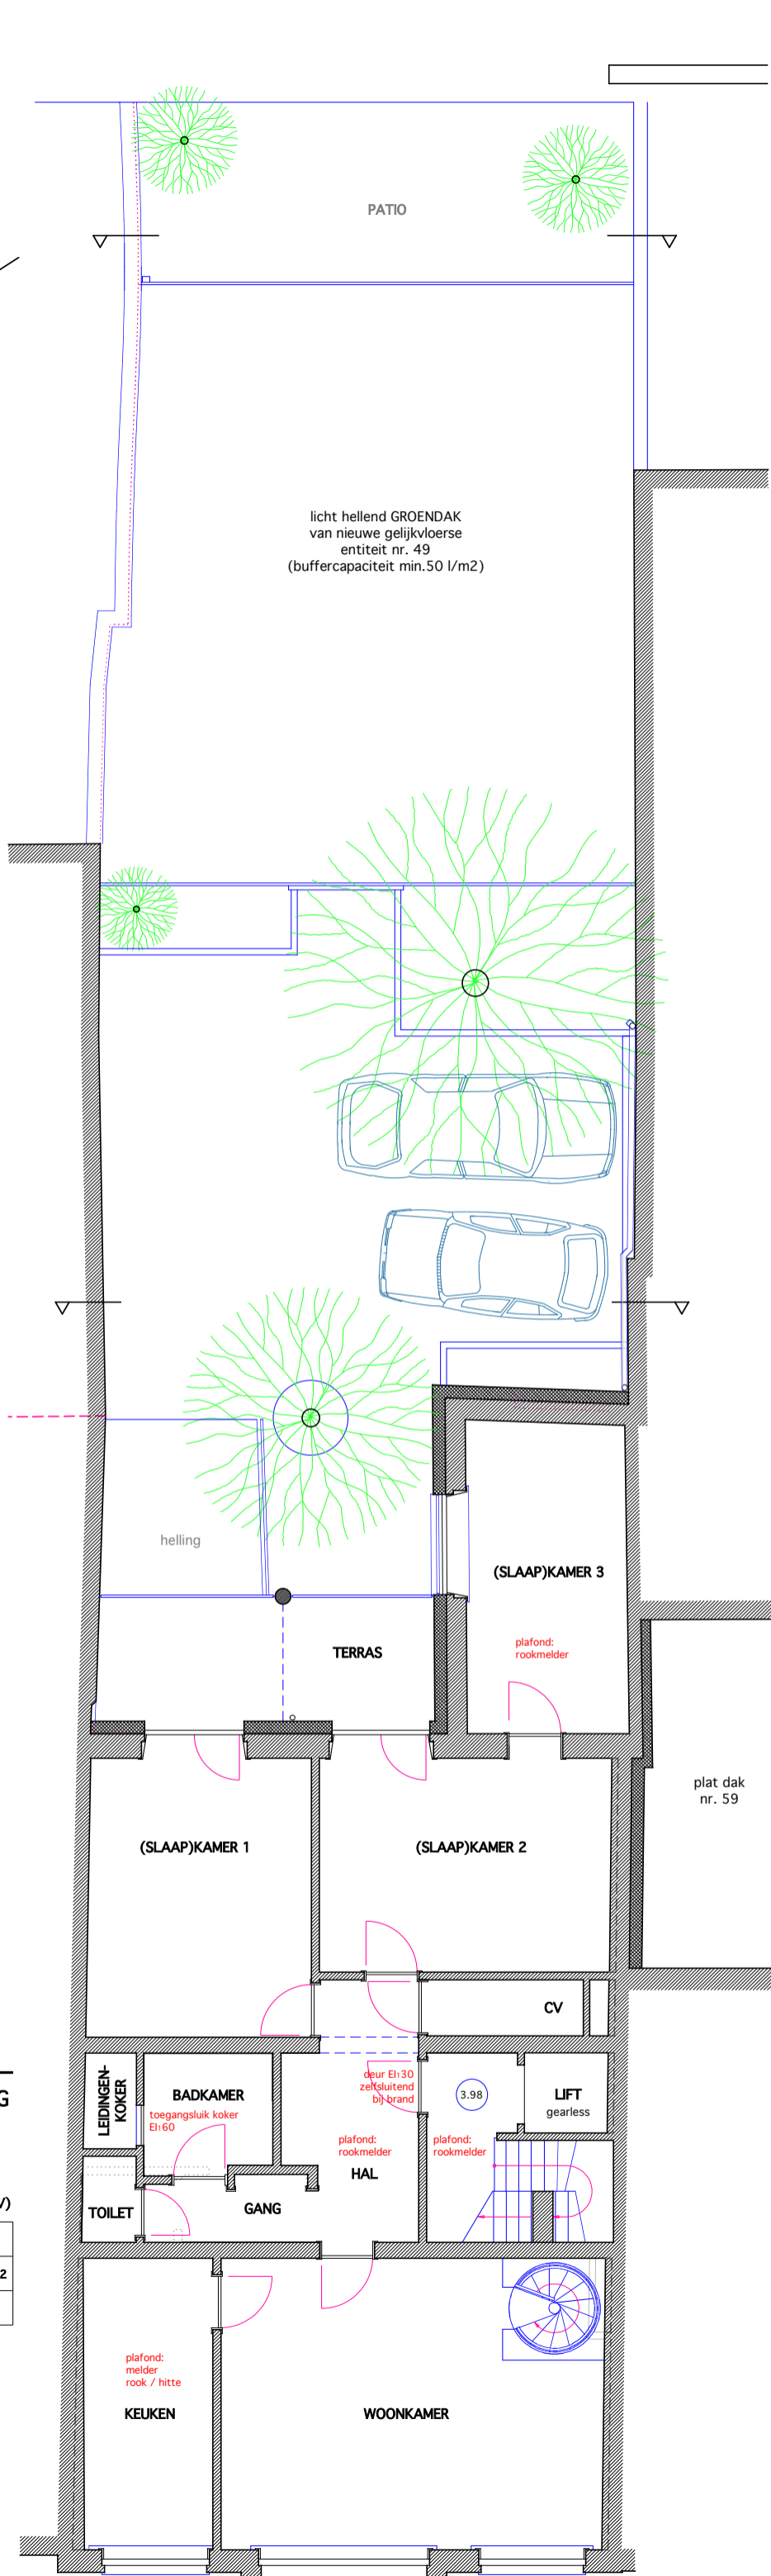 PATIO
licht hellend GROENDAK
van nieuwe gelijkvloerse
entiteit nr. 49
(buffercapaciteit min.50 l/m2)
helling
(SLAAP)KAMER 3
plafond:
rookmelder
TERRAS
plat dak
nr. 59
(SLAAP)KAMER 1
(SLAAP)KAMER 2
CV
G
LEIDINGEN-
KOKER
BADKAMER
toegangsluik koker
EI₁60
deur EI₁30
zelfsluitend
bij brand
3.98
LIFT
gearless
plafond:
rookmelder
plafond:
rookmelder
HAL
TOILET
GANG
/)
2
plafond:
melder
rook / hitte
KEUKEN
WOONKAMER